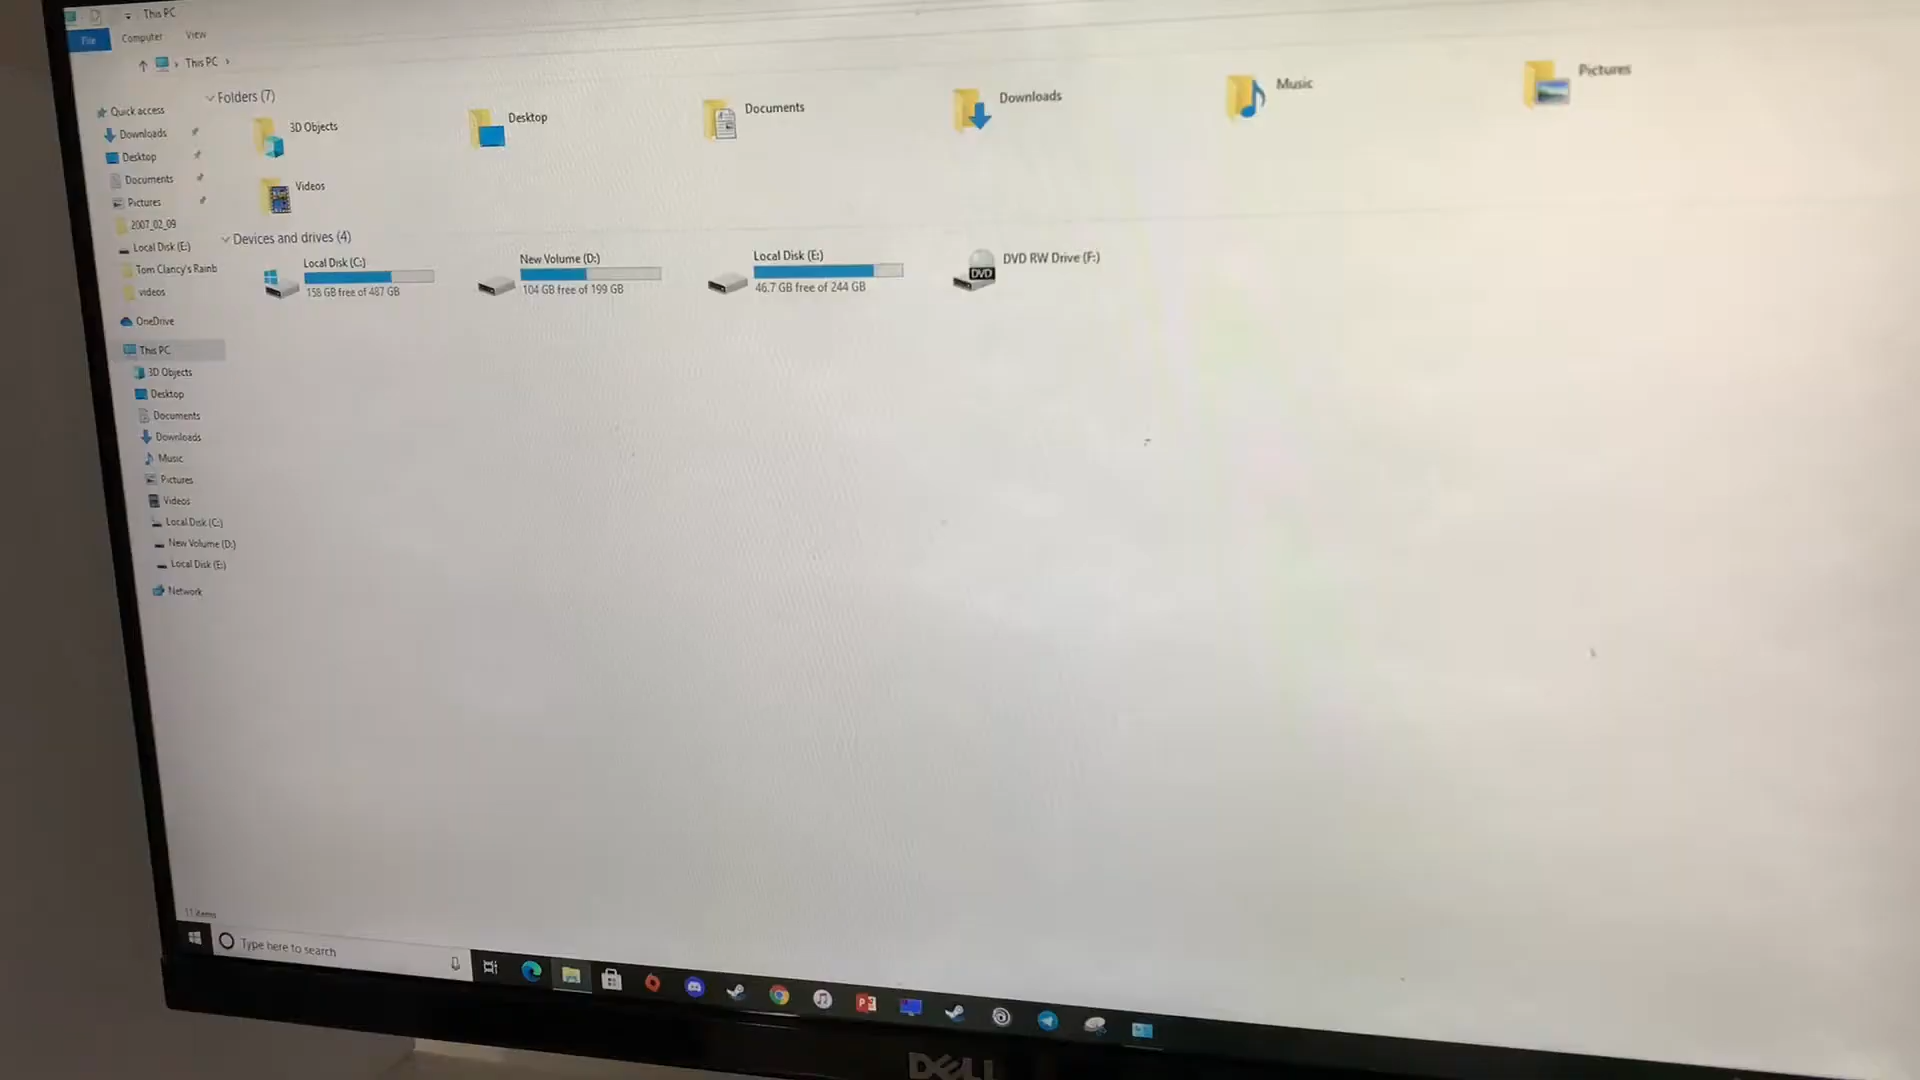 This PC
File Computer View
This PC
Quick access
Downloads
Desktop
Documents
Pictures
2007_02_09
Local Disk (E:)
Tom Clancy's Rainb
videos
OneDrive
This PC
3D Objects
Desktop
Documents
Downloads
Music
Pictures
Videos
Local Disk (C:)
New Volume (D:)
Local Disk (E:)
Network
Folders (7)
3D Objects
Desktop
Documents
Downloads
Music
Pictures
Videos
Devices and drives (4)
Local Disk (C:)
158 GB free of 487 GB
New Volume (D:)
104 GB free of 199 GB
Local Disk (E:)
46.7 GB free of 244 GB
DVD
DVD RW Drive (F:)
11 items
Type here to search
DELL